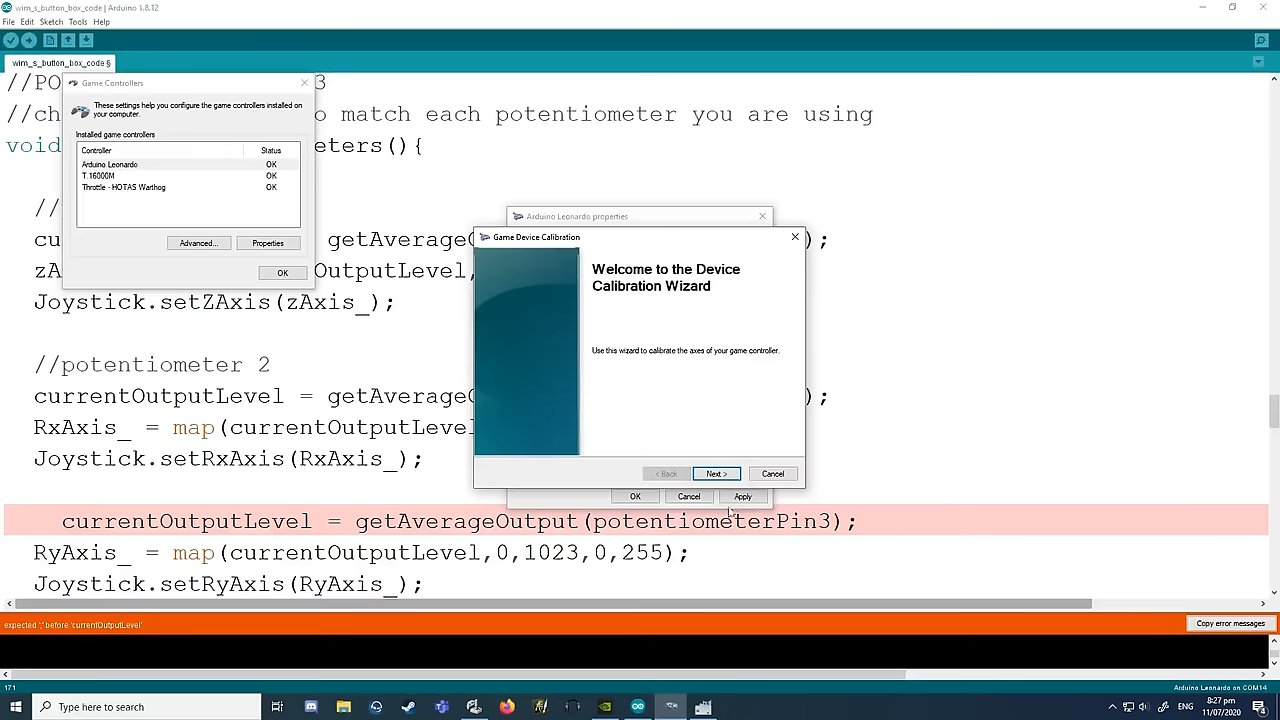 wim_s_button_box_code | Arduino 1.8.12
File Edit Sketch Tools Help
wim_s_button_box_code §
//PO
3
//ch
o match each potentiometer you are using
void
eters(){
Game Controllers
These settings help you configure the game controllers installed on
your computer.
Installed game controllers
Controller Status
Arduino Leonardo OK
T.16000M OK
Throttle - HOTAS Warthog OK
Advanced... Properties
OK
//
cu
getAverageO
);
zA
OutputLevel,
Joystick.setZAxis(zAxis_);
//potentiometer 2
currentOutputLevel = getAverageO
);
RxAxis_ = map(currentOutputLevel
Joystick.setRxAxis(RxAxis_);
Arduino Leonardo properties
Game Device Calibration
Welcome to the Device
Calibration Wizard
Use this wizard to calibrate the axes of your game controller.
< Back Next > Cancel
OK Cancel Apply
currentOutputLevel = getAverageOutput(potentiometerPin3);
RyAxis_ = map(currentOutputLevel,0,1023,0,255);
Joystick.setRyAxis(RyAxis_);
expected ';' before 'currentOutputLevel'
Copy error messages
171
Arduino Leonardo on COM14
Type here to search
ENG
8:27 pm
11/07/2020